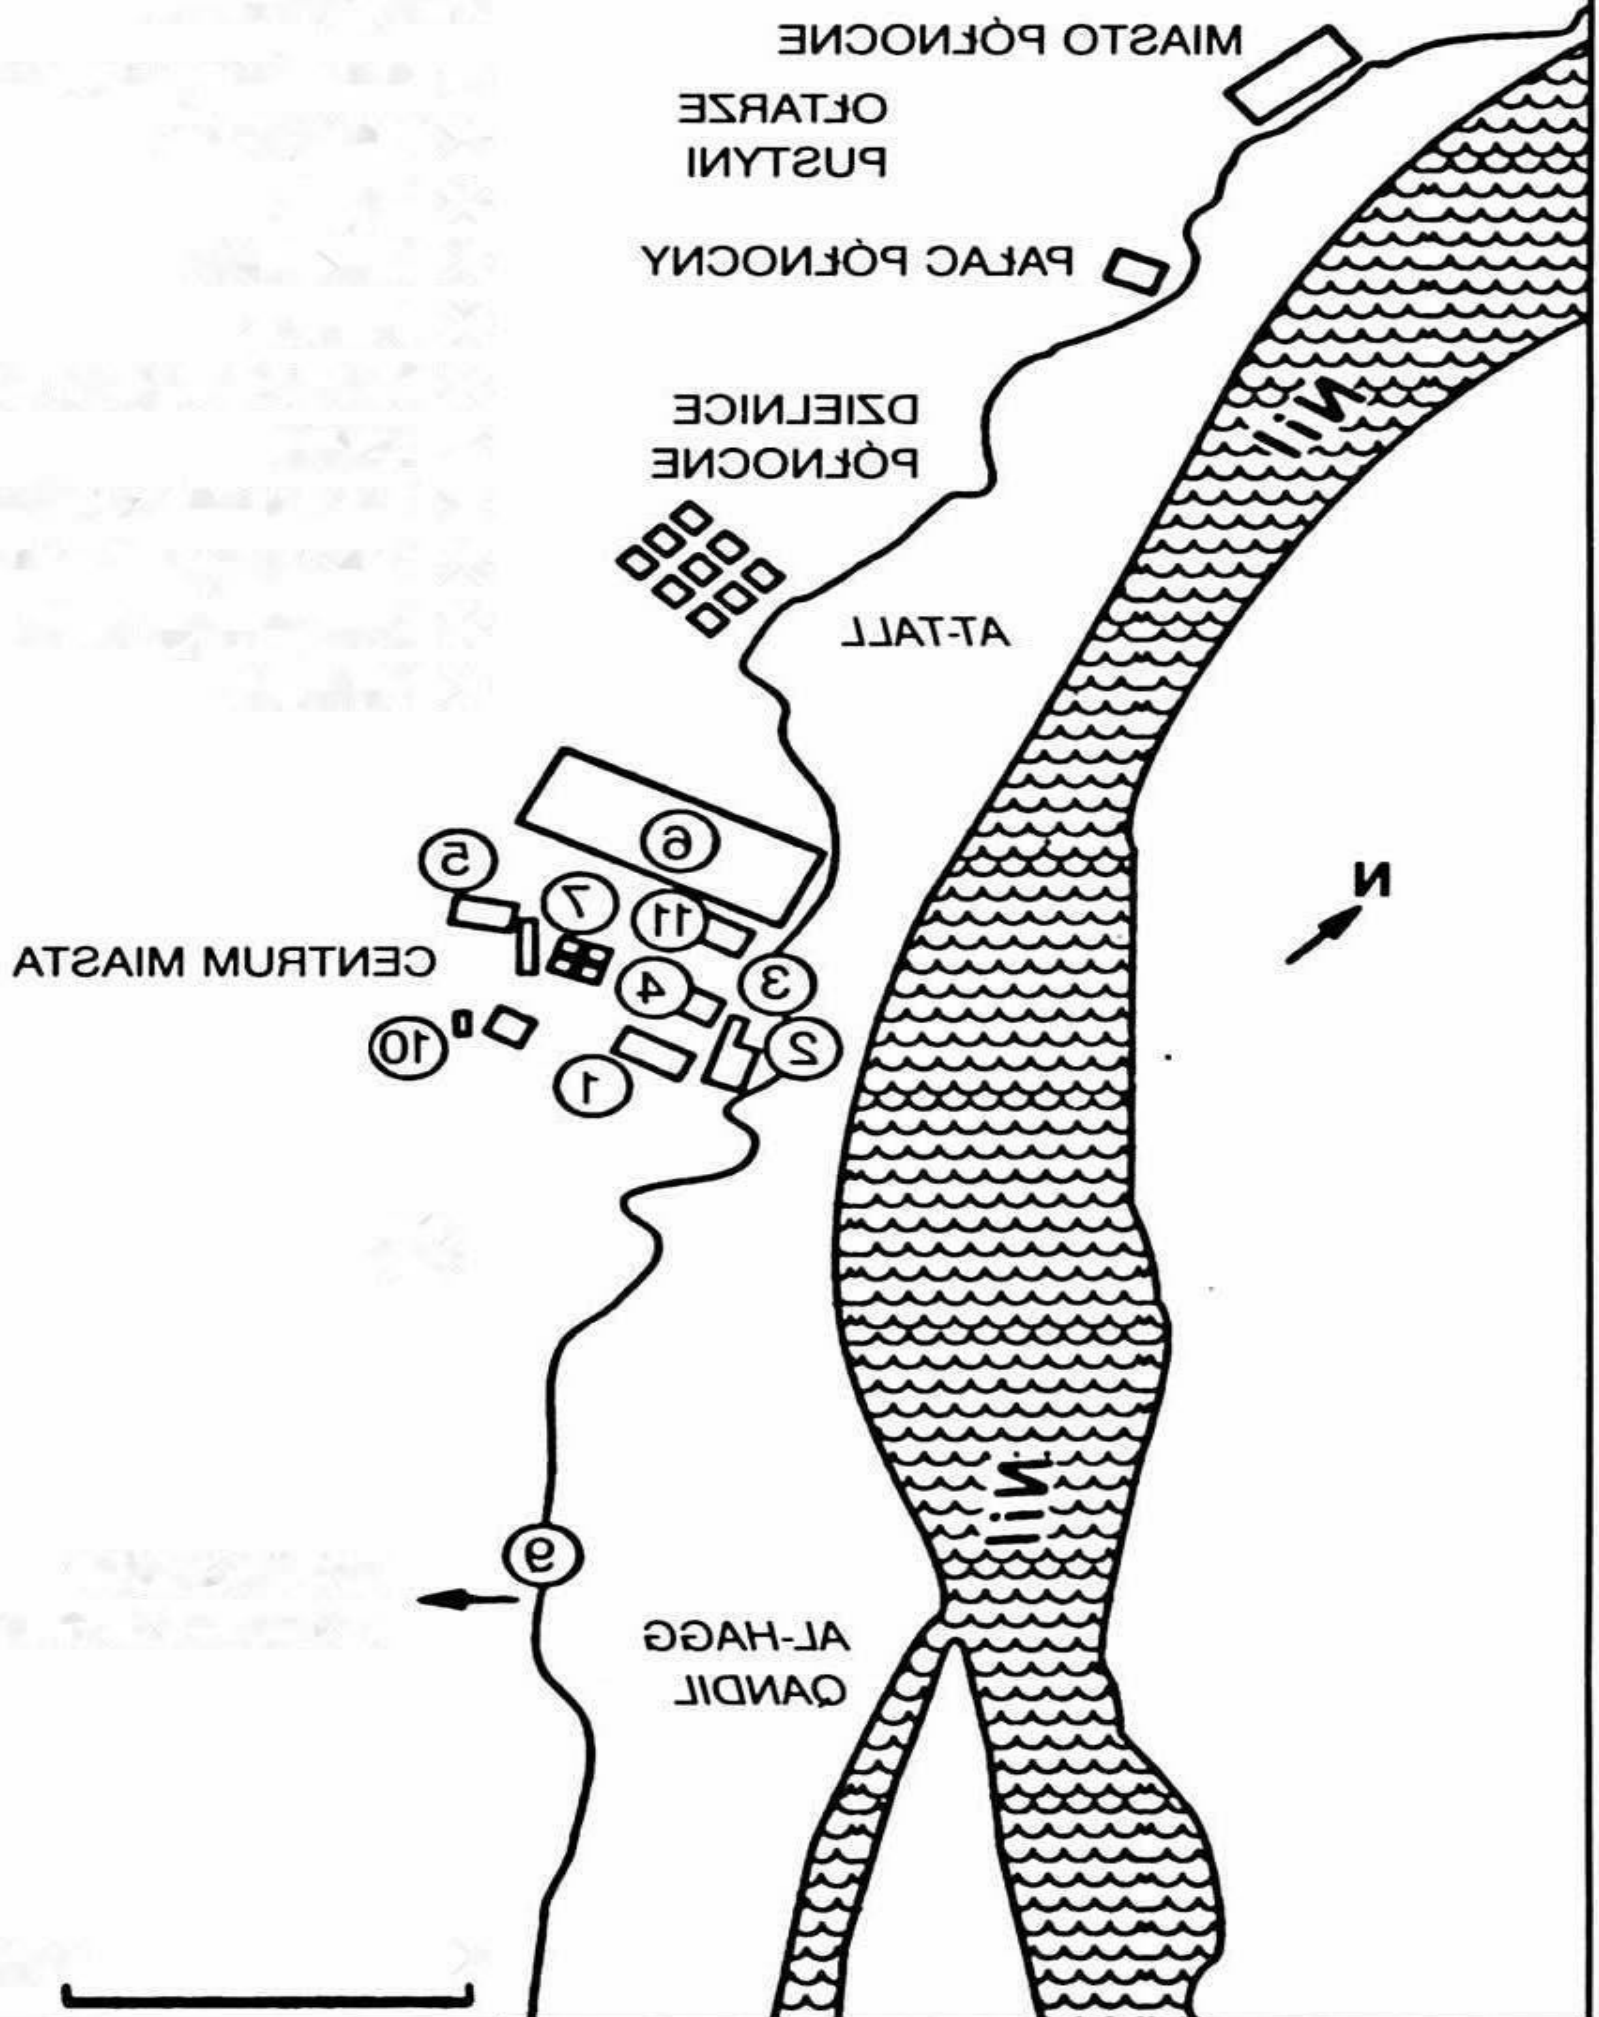 MIASTO PÓŁNOCNE
OŁTARZE
PUSTYNI
PAŁAC PÓŁNOCNY
Nil
DZIELNICE
PÓŁNOCNE
AT-TALL
6
5
7
11
N
CENTRUM MIASTA
4
3
10
1
2
Nil
9
AL-HAGG
QANDIL